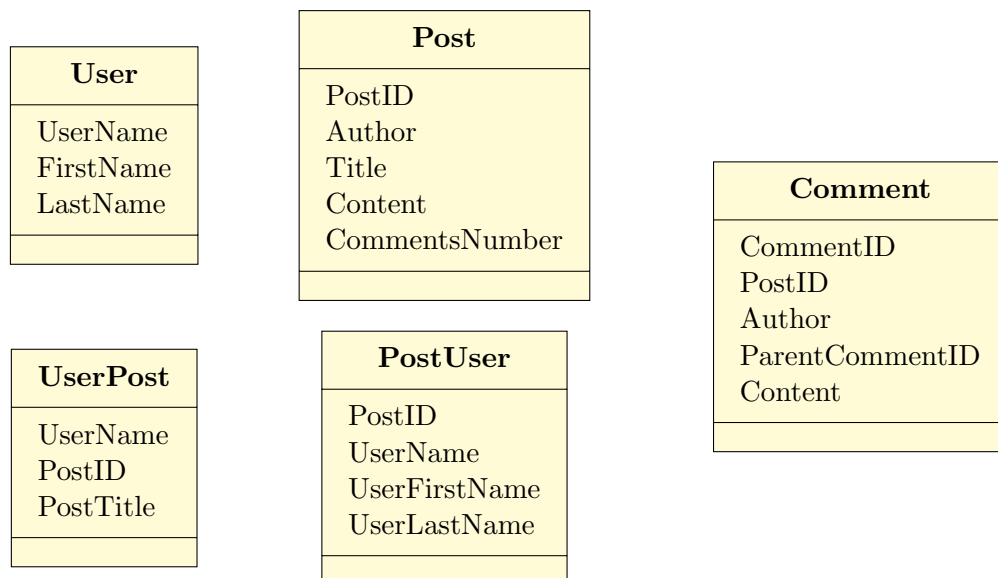 User
UserName
FirstName
LastName
Post
PostID
Author
Title
Content
CommentsNumber
Comment
CommentID
PostID
Author
ParentCommentID
Content
UserPost
UserName
PostID
PostTitle
PostUser
PostID
UserName
UserFirstName
UserLastName